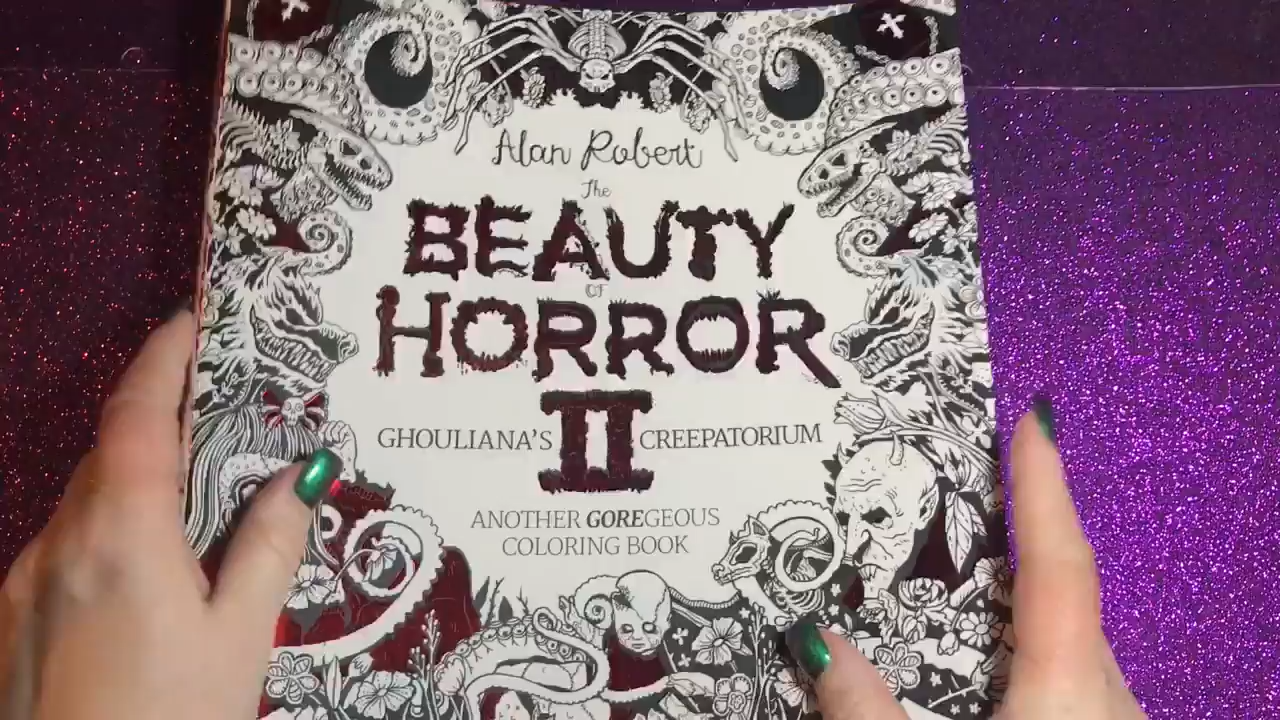 Alan Robert
The
BEAUTY
OF
HORROR
II
GHOULIANA'S CREEPATORIUM
ANOTHER GOREGEOUS
COLORING BOOK